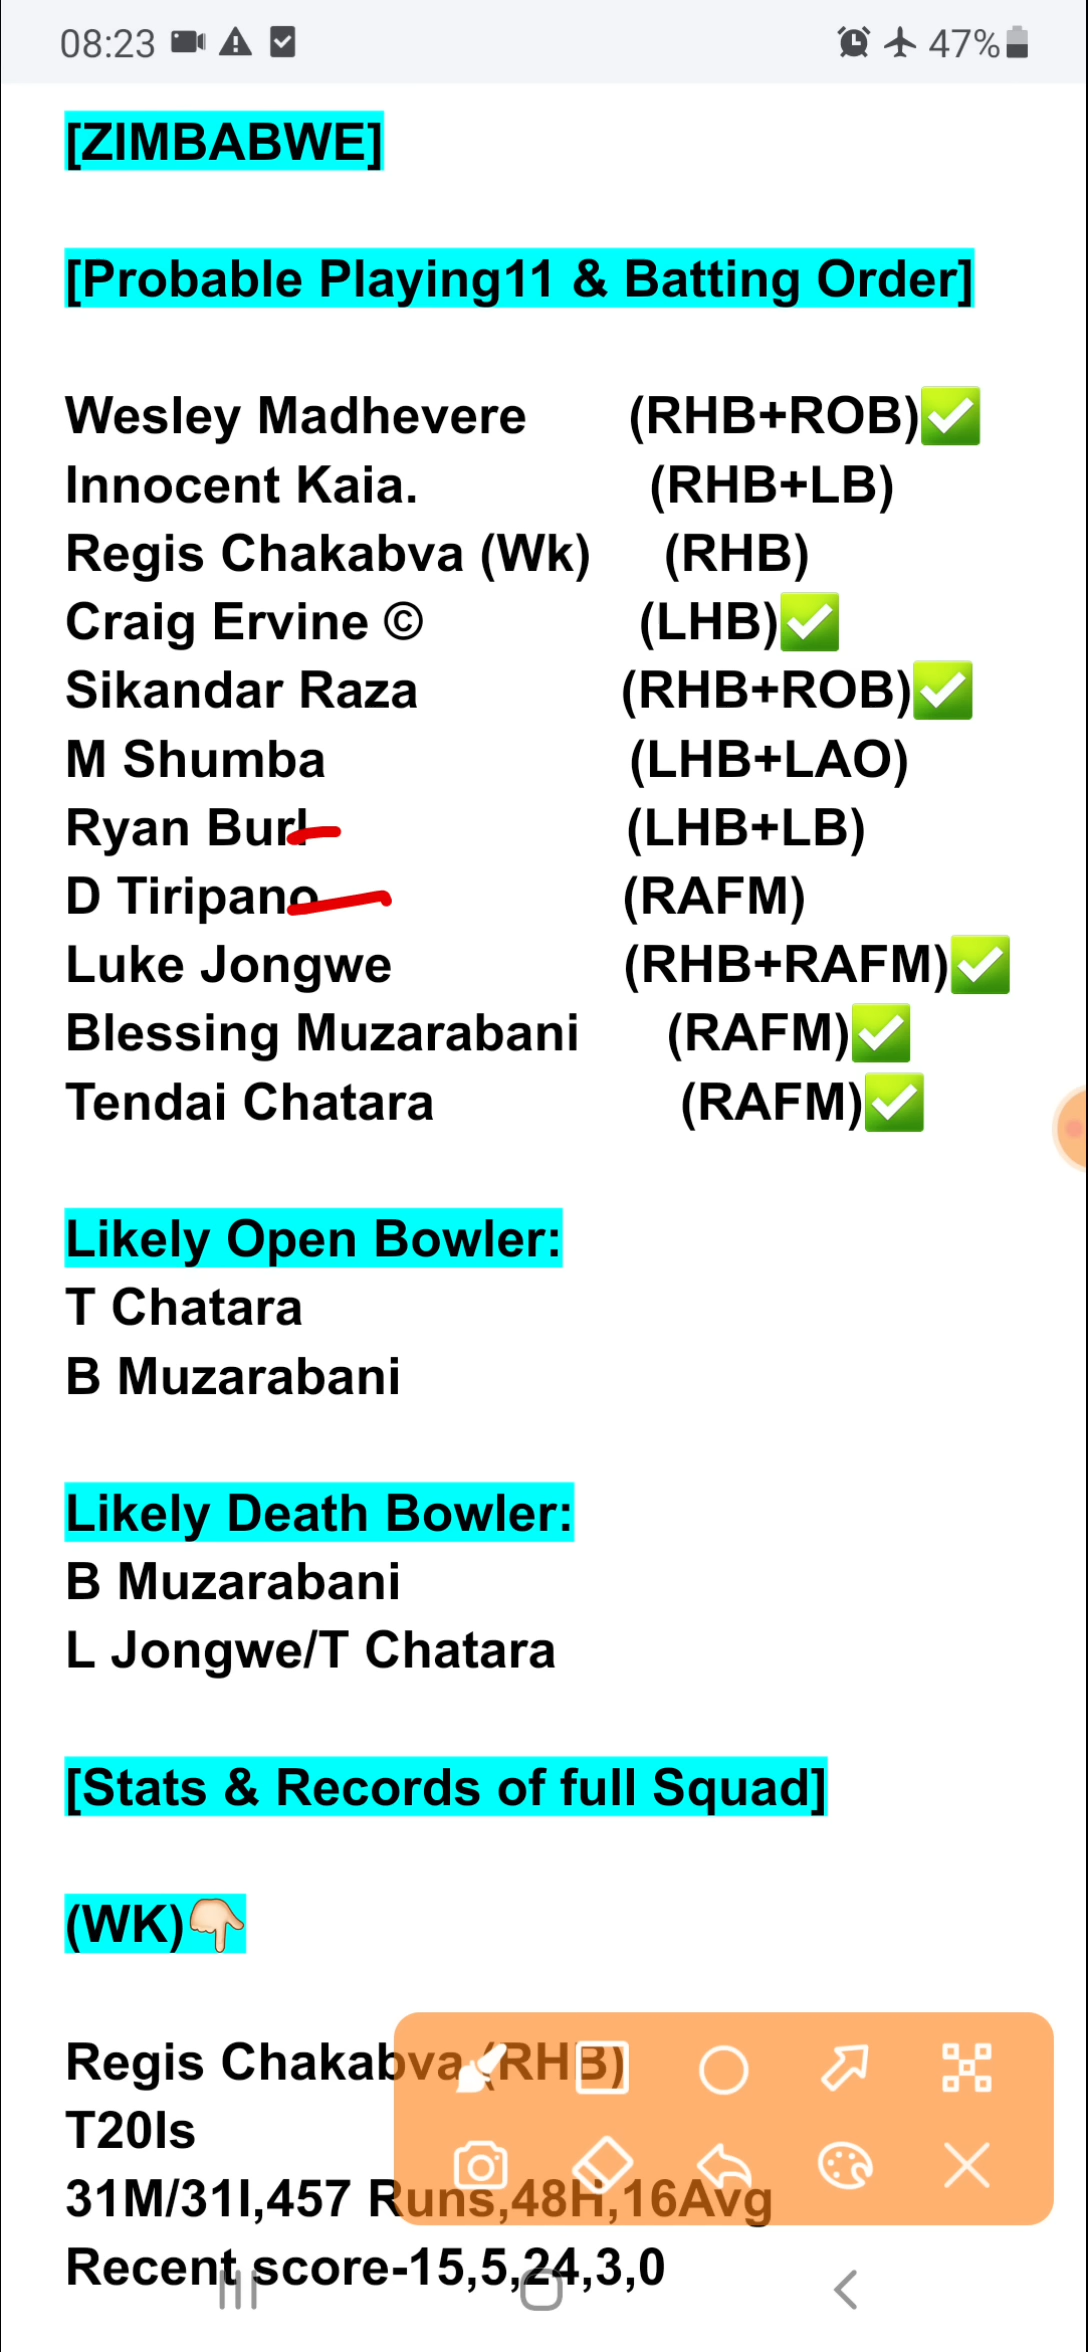 08:23 47%
[ZIMBABWE]
[Probable Playing11 & Batting Order]
Wesley Madhevere (RHB+ROB)✅
Innocent Kaia. (RHB+LB)
Regis Chakabva (Wk) (RHB)
Craig Ervine © (LHB)✅
Sikandar Raza (RHB+ROB)✅
M Shumba (LHB+LAO)
Ryan Burl (LHB+LB)
D Tiripano (RAFM)
Luke Jongwe (RHB+RAFM)✅
Blessing Muzarabani (RAFM)✅
Tendai Chatara (RAFM)✅
Likely Open Bowler:
T Chatara
B Muzarabani
Likely Death Bowler:
B Muzarabani
L Jongwe/T Chatara
[Stats & Records of full Squad]
(WK)👇🏻
Regis Chakabva (RHB)
T20Is
31M/31I,457 Runs,48H,16Avg
Recent score-15,5,24,3,0